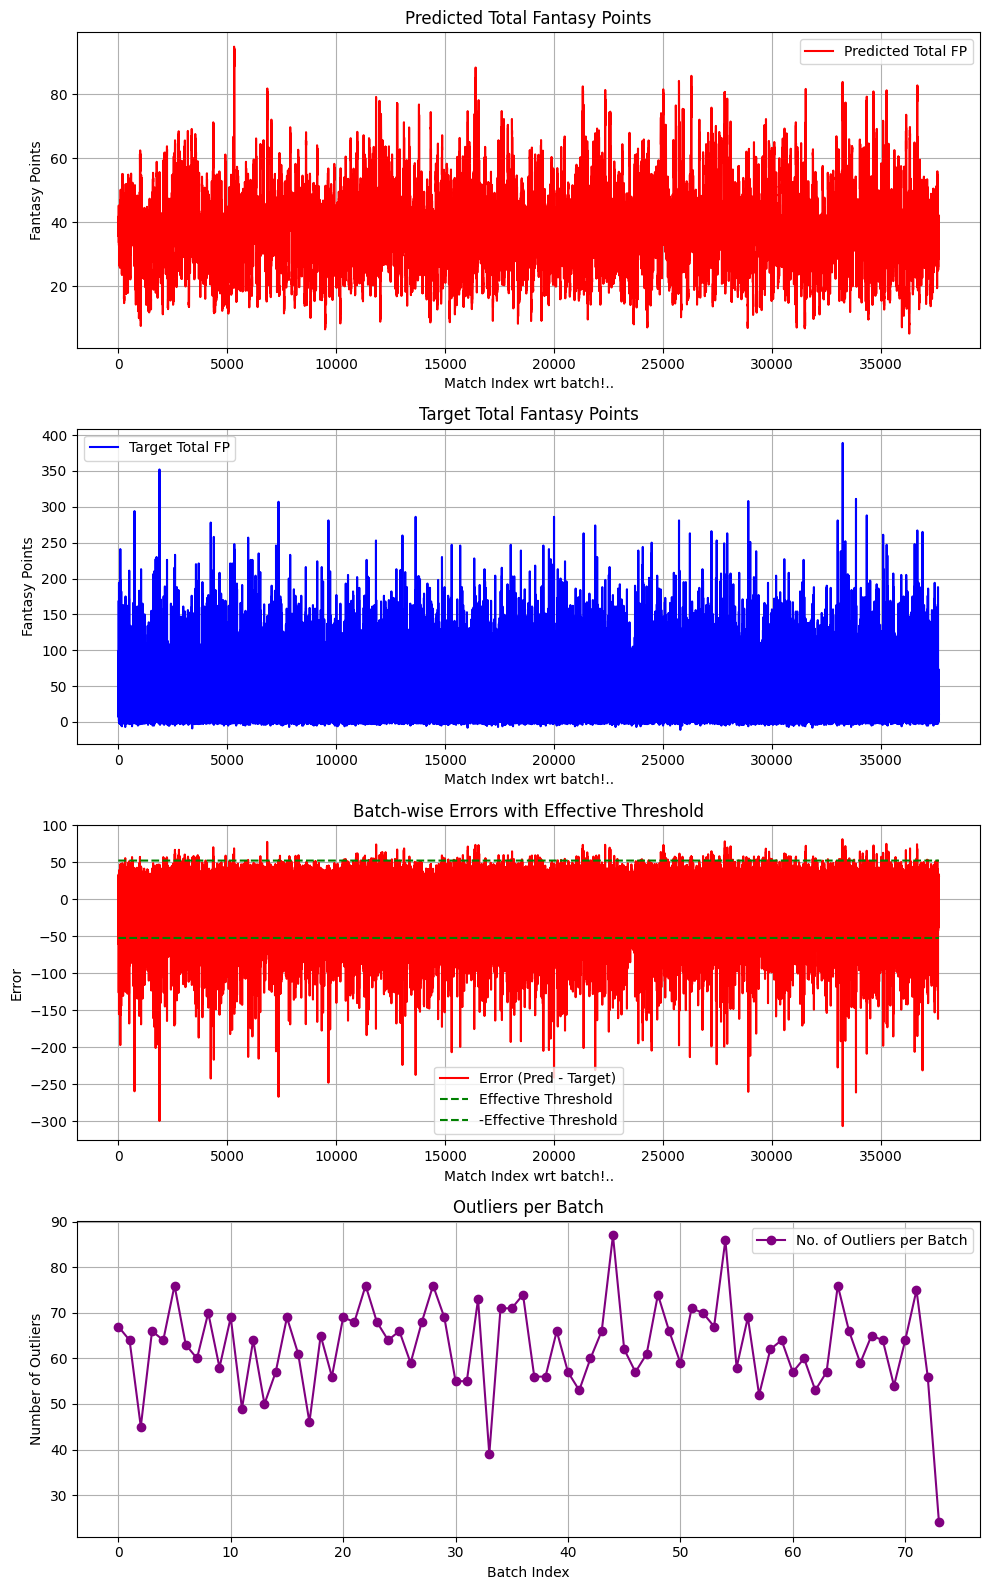 Predicted Total Fantasy Points
Predicted Total FP
Fantasy Points
80
60
40
20
0 5000 10000 15000 20000 25000 30000 35000
Match Index wrt batch!..
Target Total Fantasy Points
Target Total FP
Fantasy Points
400
350
300
250
200
150
100
50
0
0 5000 10000 15000 20000 25000 30000 35000
Match Index wrt batch!..
Batch-wise Errors with Effective Threshold
Error
100
50
0
−50
−100
−150
−200
−250
−300
Error (Pred - Target)
Effective Threshold
-Effective Threshold
0 5000 10000 15000 20000 25000 30000 35000
Match Index wrt batch!..
Outliers per Batch
No. of Outliers per Batch
Number of Outliers
90
80
70
60
50
40
30
0 10 20 30 40 50 60 70
Batch Index